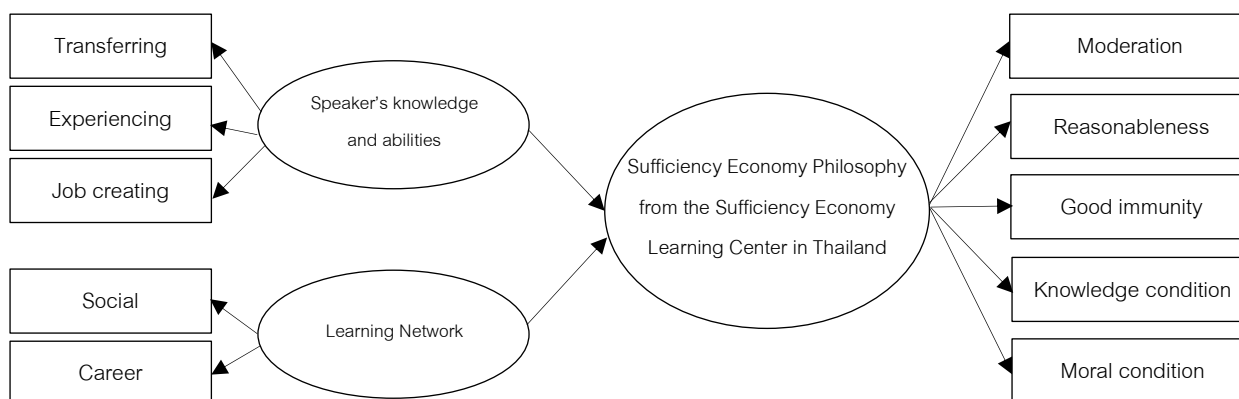 Transferring
Experiencing
Job creating
Speaker's knowledge
and abilities
Social
Career
Learning Network
Sufficiency Economy Philosophy
from the Sufficiency Economy
Learning Center in Thailand
Moderation
Reasonableness
Good immunity
Knowledge condition
Moral condition